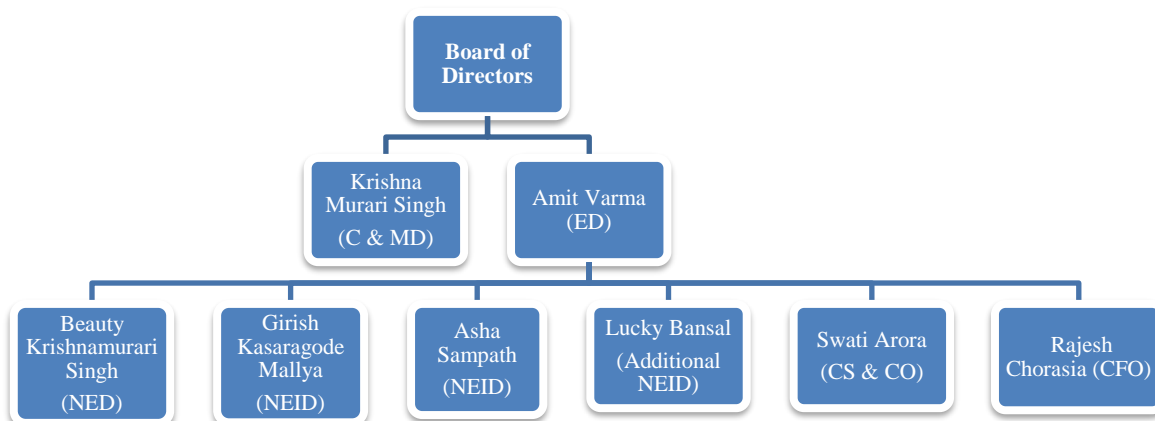 Board of
Directors
Krishna
Murari Singh
(C & MD)
Amit Varma
(ED)
Beauty
Krishnamurari
Singh
(NED)
Girish
Kasaragode
Mallya
(NEID)
Asha
Sampath
(NEID)
Lucky Bansal
(Additional
NEID)
Swati Arora
(CS & CO)
Rajesh
Chorasia (CFO)